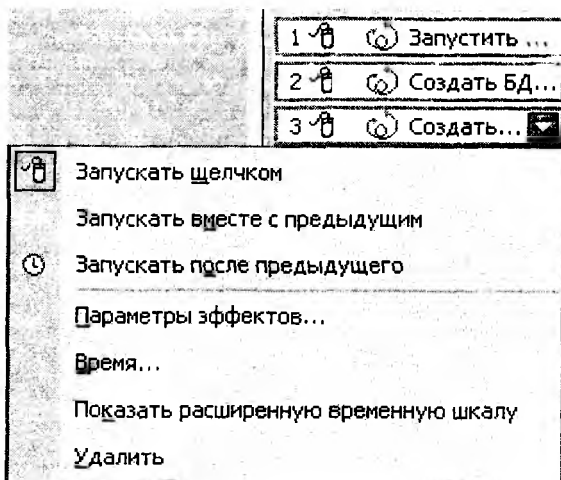 1 Запустить ...
2 Создать БД...
3 Создать...
Запускать щелчком
Запускать вместе с предыдущим
Запускать после предыдущего
Параметры эффектов...
Время...
Показать расширенную временную шкалу
Удалить